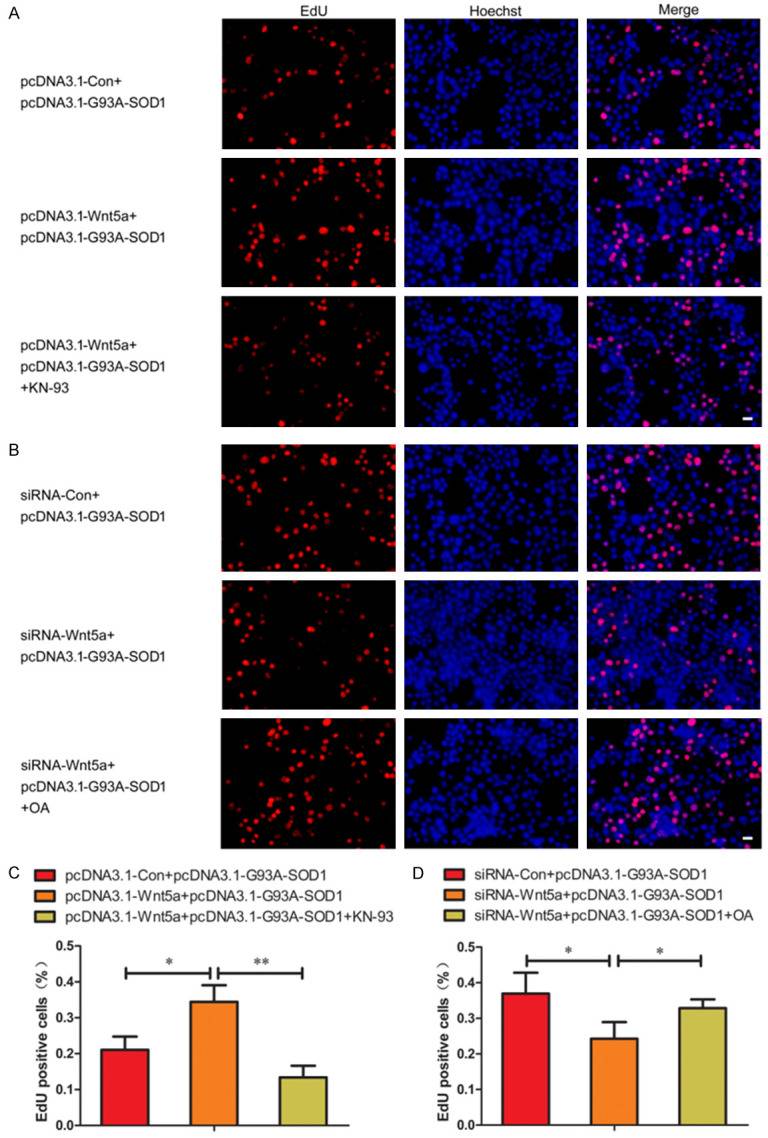 A
EdU Hoechst Merge
pcDNA3.1-Con+
pcDNA3.1-G93A-SOD1
pcDNA3.1-Wnt5a+
pcDNA3.1-G93A-SOD1
pcDNA3.1-Wnt5a+
pcDNA3.1-G93A-SOD1
+KN-93
B
siRNA-Con+
pcDNA3.1-G93A-SOD1
siRNA-Wnt5a+
pcDNA3.1-G93A-SOD1
siRNA-Wnt5a+
pcDNA3.1-G93A-SOD1
+OA
C
pcDNA3.1-Con+pcDNA3.1-G93A-SOD1
pcDNA3.1-Wnt5a+pcDNA3.1-G93A-SOD1
pcDNA3.1-Wnt5a+pcDNA3.1-G93A-SOD1+KN-93
EdU positive cells (%)
0.5
0.4
0.3
0.2
0.1
0.0
* **
D
siRNA-Con+pcDNA3.1-G93A-SOD1
siRNA-Wnt5a+pcDNA3.1-G93A-SOD1
siRNA-Wnt5a+pcDNA3.1-G93A-SOD1+OA
EdU positive cells (%)
0.5
0.4
0.3
0.2
0.1
0.0
* *